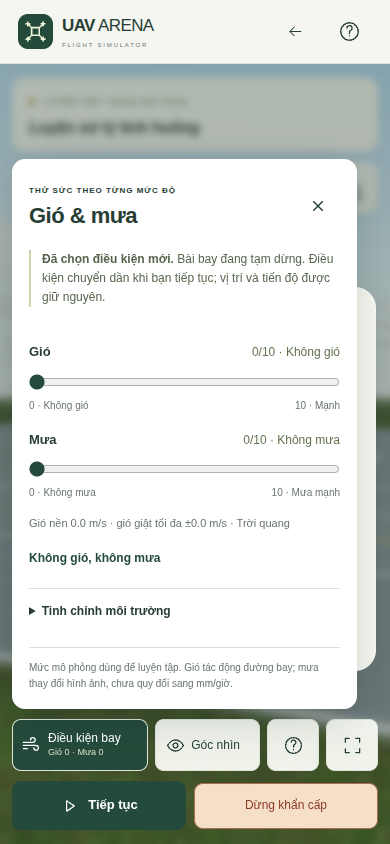 UAV ARENA
FLIGHT SIMULATOR
Luyện xử lý tình huống
THỬ SỨC THEO TỪNG MỨC ĐỘ
Gió & mưa
Đã chọn điều kiện mới. Bài bay đang tạm dừng. Điều
kiện chuyển dần khi bạn tiếp tục; vị trí và tiến độ được
giữ nguyên.
Gió 0/10 · Không gió
0 · Không gió 10 · Mạnh
Mưa 0/10 · Không mưa
0 · Không mưa 10 · Mưa mạnh
Gió nền 0.0 m/s · gió giật tối đa ±0.0 m/s · Trời quang
Không gió, không mưa
Tinh chỉnh môi trường
Mức mô phỏng dùng để luyện tập. Gió tác động đường bay; mưa
thay đổi hình ảnh, chưa quy đổi sang mm/giờ.
Điều kiện bay
Gió 0 · Mưa 0
Góc nhìn
Tiếp tục
Dừng khẩn cấp